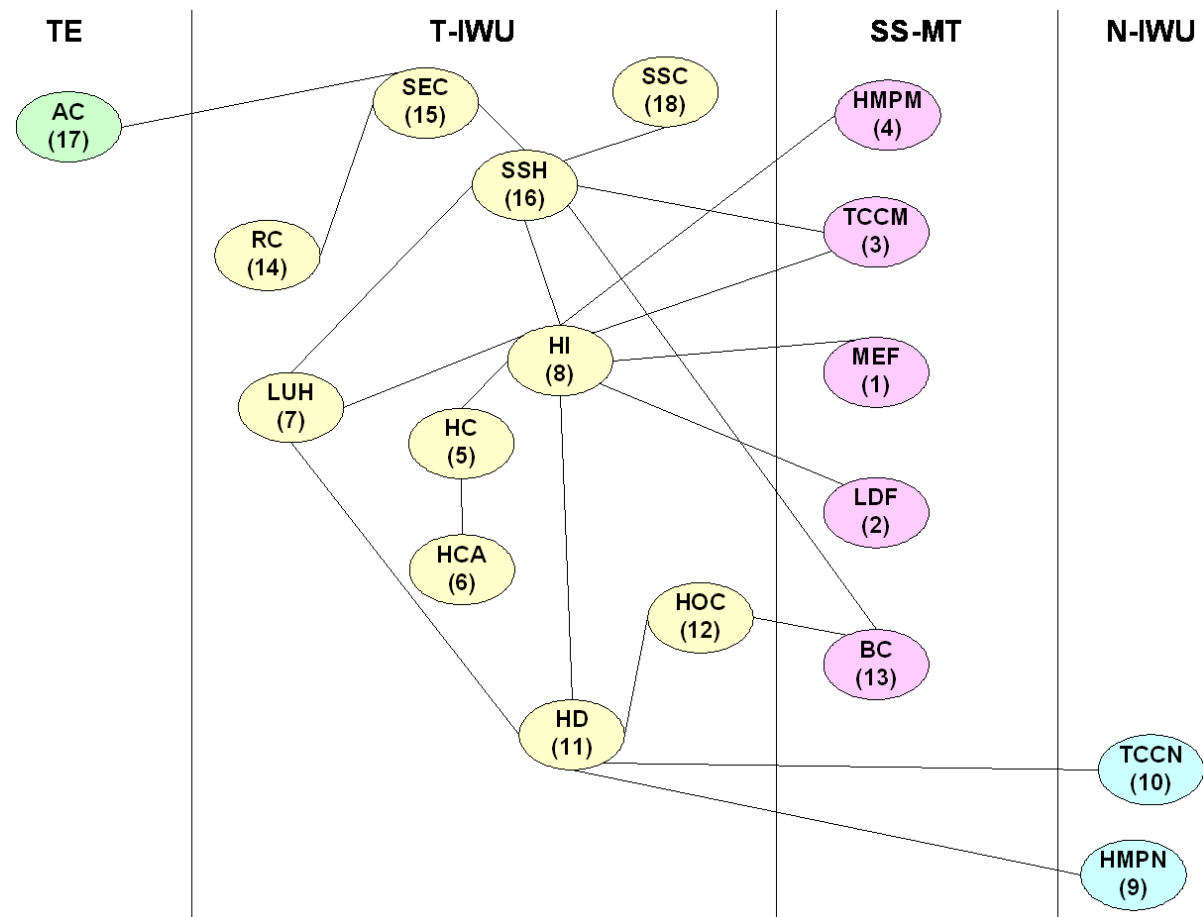 TE
T-IWU
SS-MT
N-IWU
AC
(17)
SEC
(15)
SSC
(18)
HMPM
(4)
SSH
(16)
TCCM
(3)
RC
(14)
HI
(8)
MEF
(1)
LUH
(7)
HC
(5)
LDF
(2)
HCA
(6)
HOC
(12)
BC
(13)
HD
(11)
TCCN
(10)
HMPN
(9)